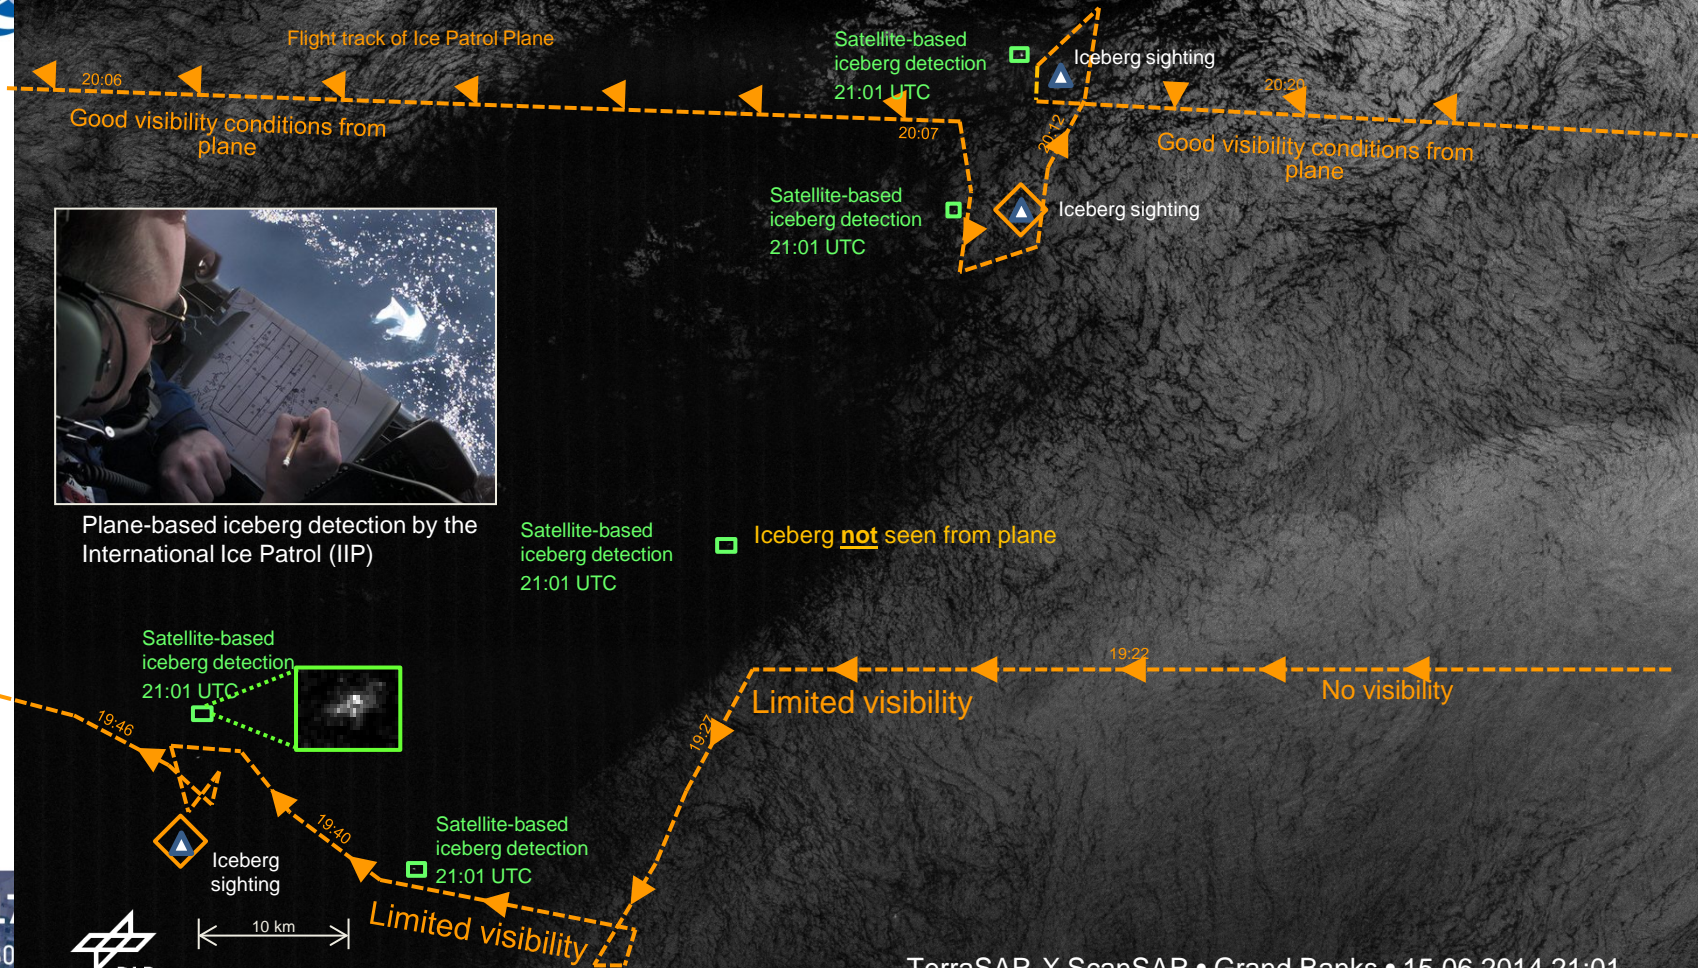 Flight track of Ice Patrol Plane
Satellite-based
iceberg detection
21:01 UTC
Iceberg sighting
20:06
20:20
Good visibility conditions from
plane
20:07
20:12
Good visibility conditions from
plane
Satellite-based
iceberg detection
21:01 UTC
Iceberg sighting
Plane-based iceberg detection by the
International Ice Patrol (IIP)
Satellite-based
iceberg detection
21:01 UTC
Iceberg not seen from plane
Satellite-based
iceberg detection
21:01 UTC
19:22
Limited visibility
No visibility
19:46
19:27
19:40
Satellite-based
iceberg detection
21:01 UTC
Iceberg
sighting
10 km
Limited visibility
TerraSAR-X ScanSAR • Grand Banks • 15.06.2014 21:01